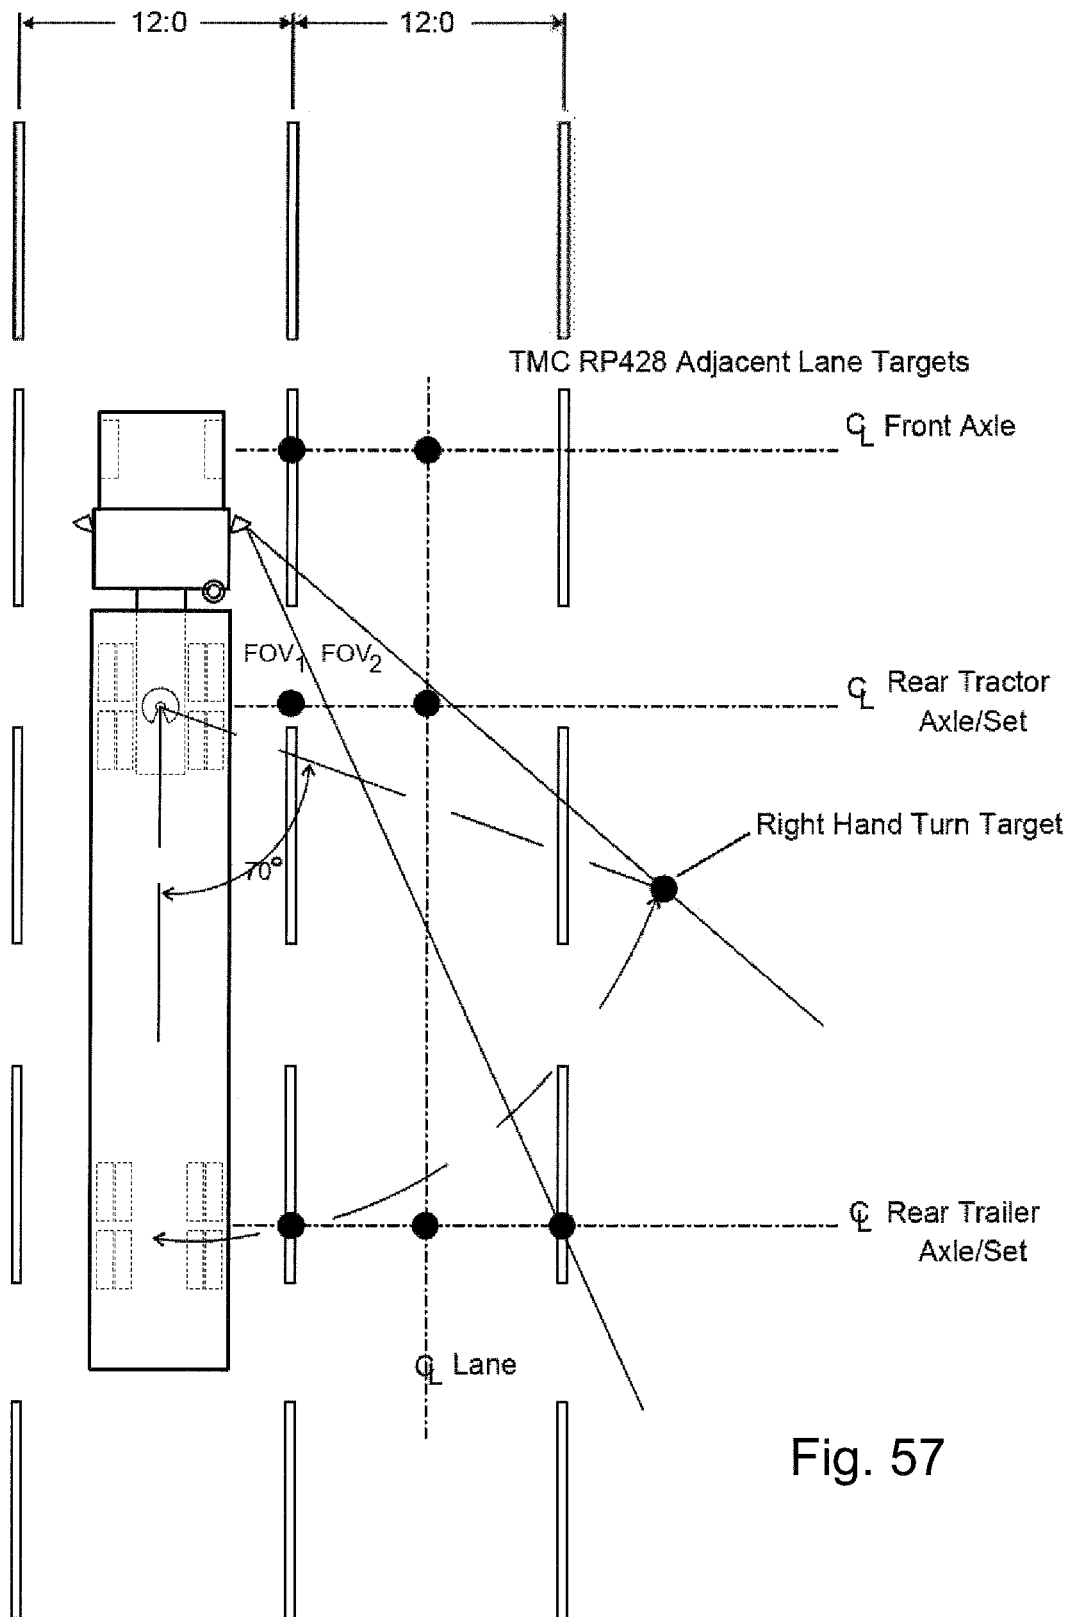 12:0
12:0
TMC RP428 Adjacent Lane Targets
℄ Front Axle
FOV₁ FOV₂
℄ Rear Tractor
Axle/Set
Right Hand Turn Target
70°
℄ Rear Trailer
Axle/Set
℄ Lane
Fig. 57